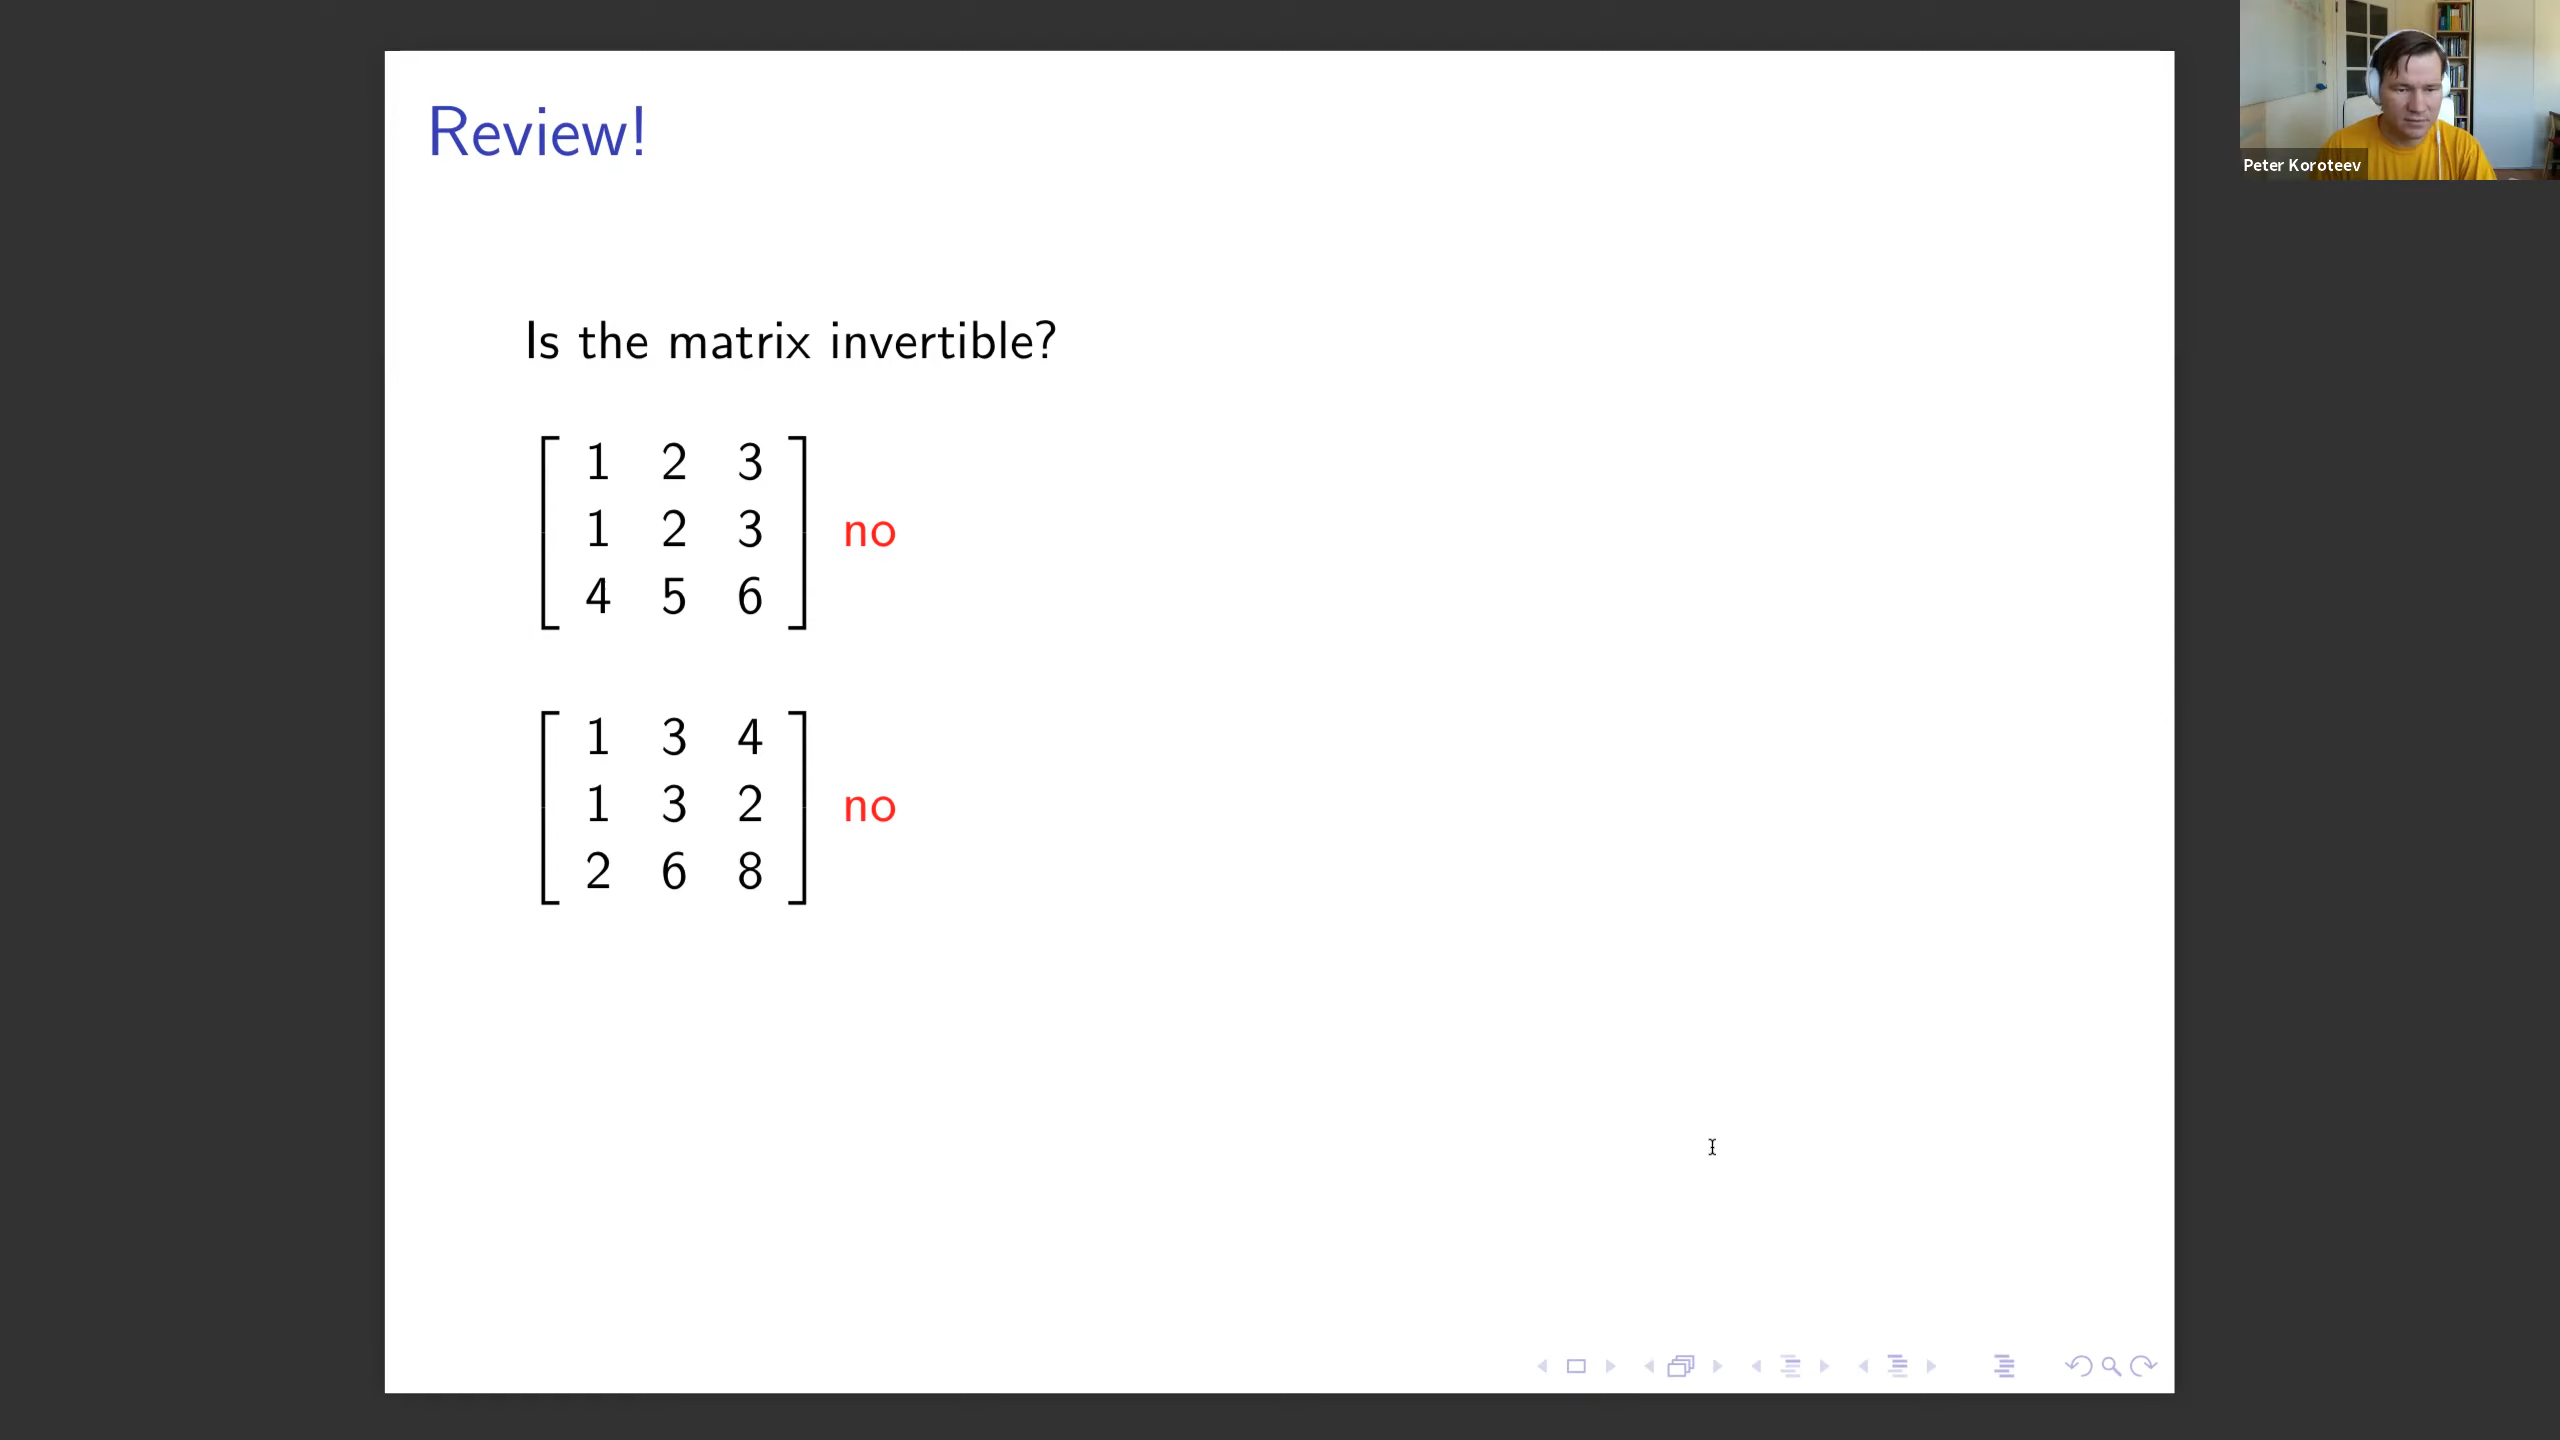 Review!
Peter Koroteev
Is the matrix invertible?
1 2 3
1 2 3 no
4 5 6
1 3 4
1 3 2 no
2 6 8